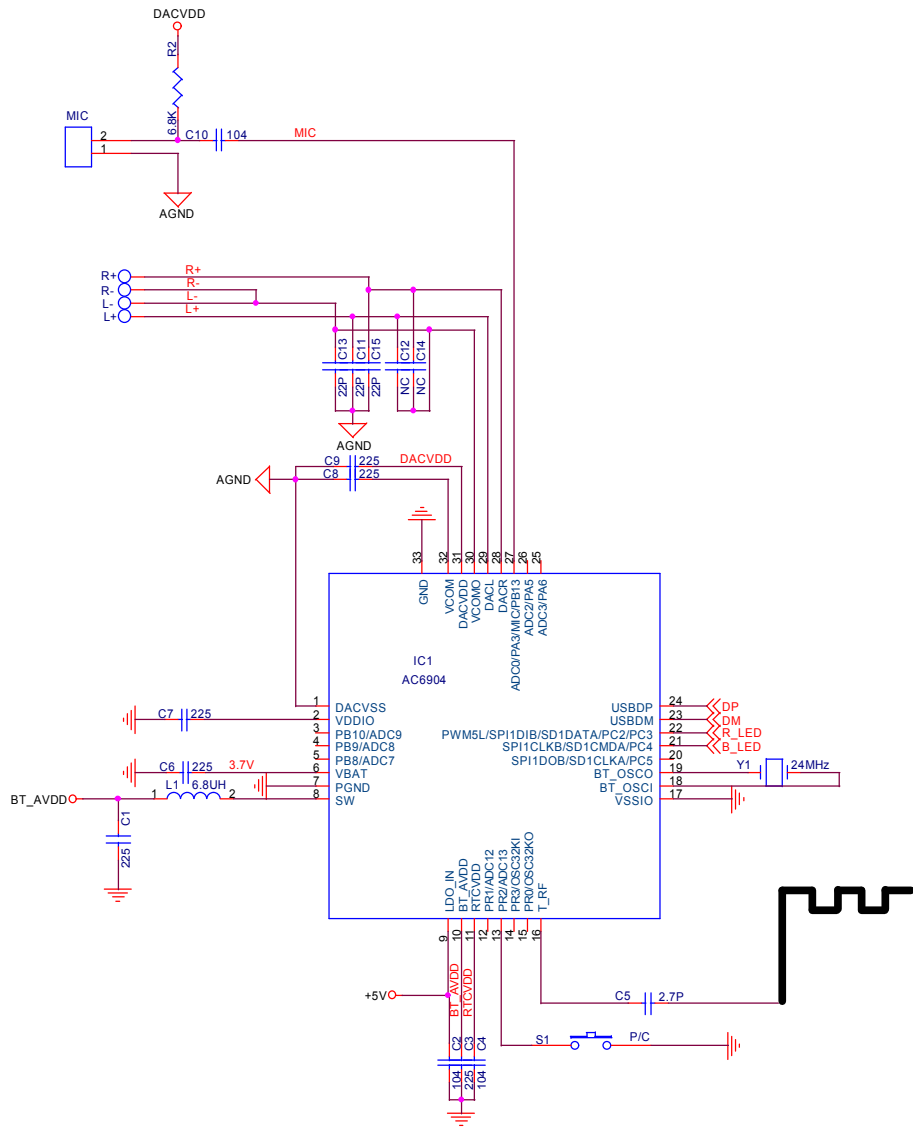 DACVDD
R2
6.8K
MIC
2
1
C10 104
MIC
AGND
R+
R-
L-
L+
R+
R-
L-
L+
C13
C11
C15
C12
C14
22P
22P
22P
NC
NC
AGND
C9 225
DACVDD
C8 225
AGND
33
32
31
30
29
28
27
26
25
GND
VCOM
DACVDD
VCOMO
DACL
DACR
ADC0/PA3/MIC/PB13
ADC2/PA5
ADC3/PA6
IC1
AC6904
1 DACVSS
2 VDDIO
3 PB10/ADC9
4 PB9/ADC8
5 PB8/ADC7
6 VBAT
7 PGND
8 SW
C7 225
C6 225 3.7V
L1 6.8UH
1
2
BT_AVDD
C1
225
USBDP 24 DP
USBDM 23 DM
PWM5L/SPI1DIB/SD1DATA/PC2/PC3 22 R_LED
SPI1CLKB/SD1CMDA/PC4 21 B_LED
SPI1DOB/SD1CLKA/PC5 20
BT_OSCO 19
BT_OSCI 18
VSSIO 17
Y1 24MHz
LDO_IN
BT_AVDD
RTCVDD
PR1/ADC12
PR2/ADC13
PR3/OSC32KI
PR0/OSC32KO
T_RF
9
10
11
12
13
14
15
16
BT_AVDD
RTCVDD
+5V
C2
C3
C4
104
225
104
C5 2.7P
S1 P/C